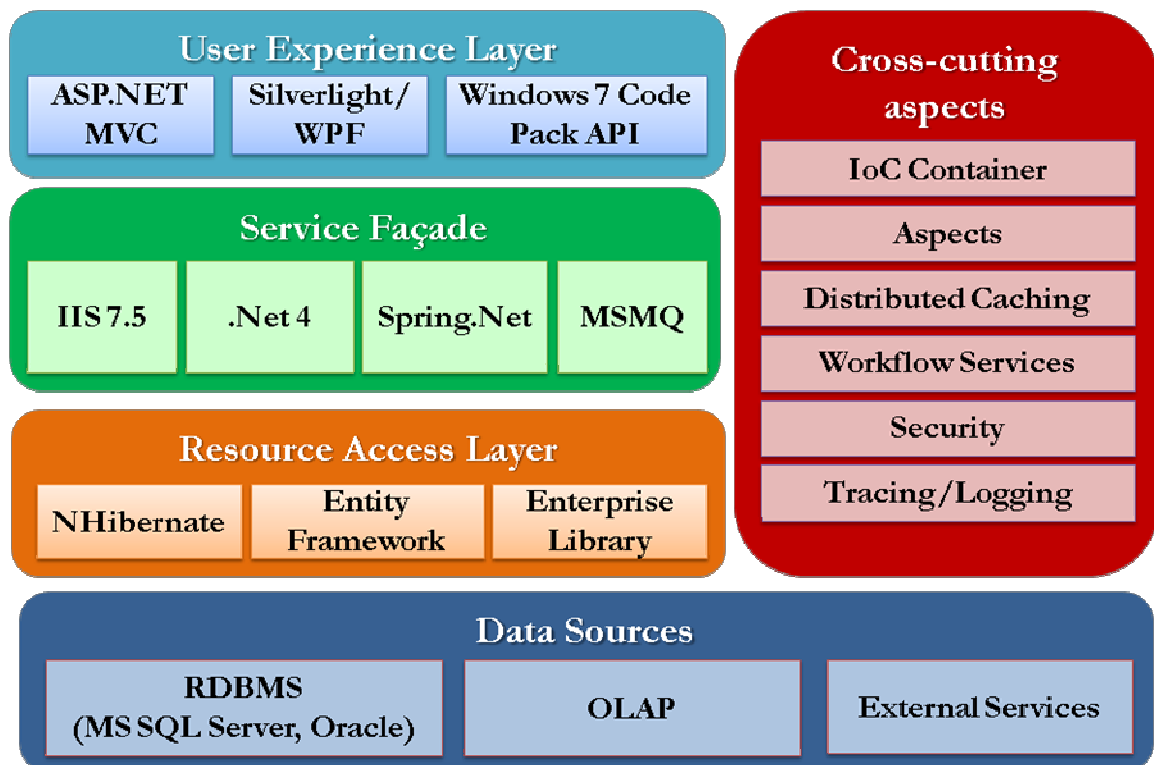 User Experience Layer
ASP.NET
MVC
Silverlight/
WPF
Windows 7 Code
Pack API
Service Façade
IIS 7.5
.Net 4
Spring.Net
MSMQ
Resource Access Layer
NHibernate
Entity
Framework
Enterprise
Library
Cross-cutting
aspects
IoC Container
Aspects
Distributed Caching
Workflow Services
Security
Tracing/Logging
Data Sources
RDBMS
(MS SQL Server, Oracle)
OLAP
External Services